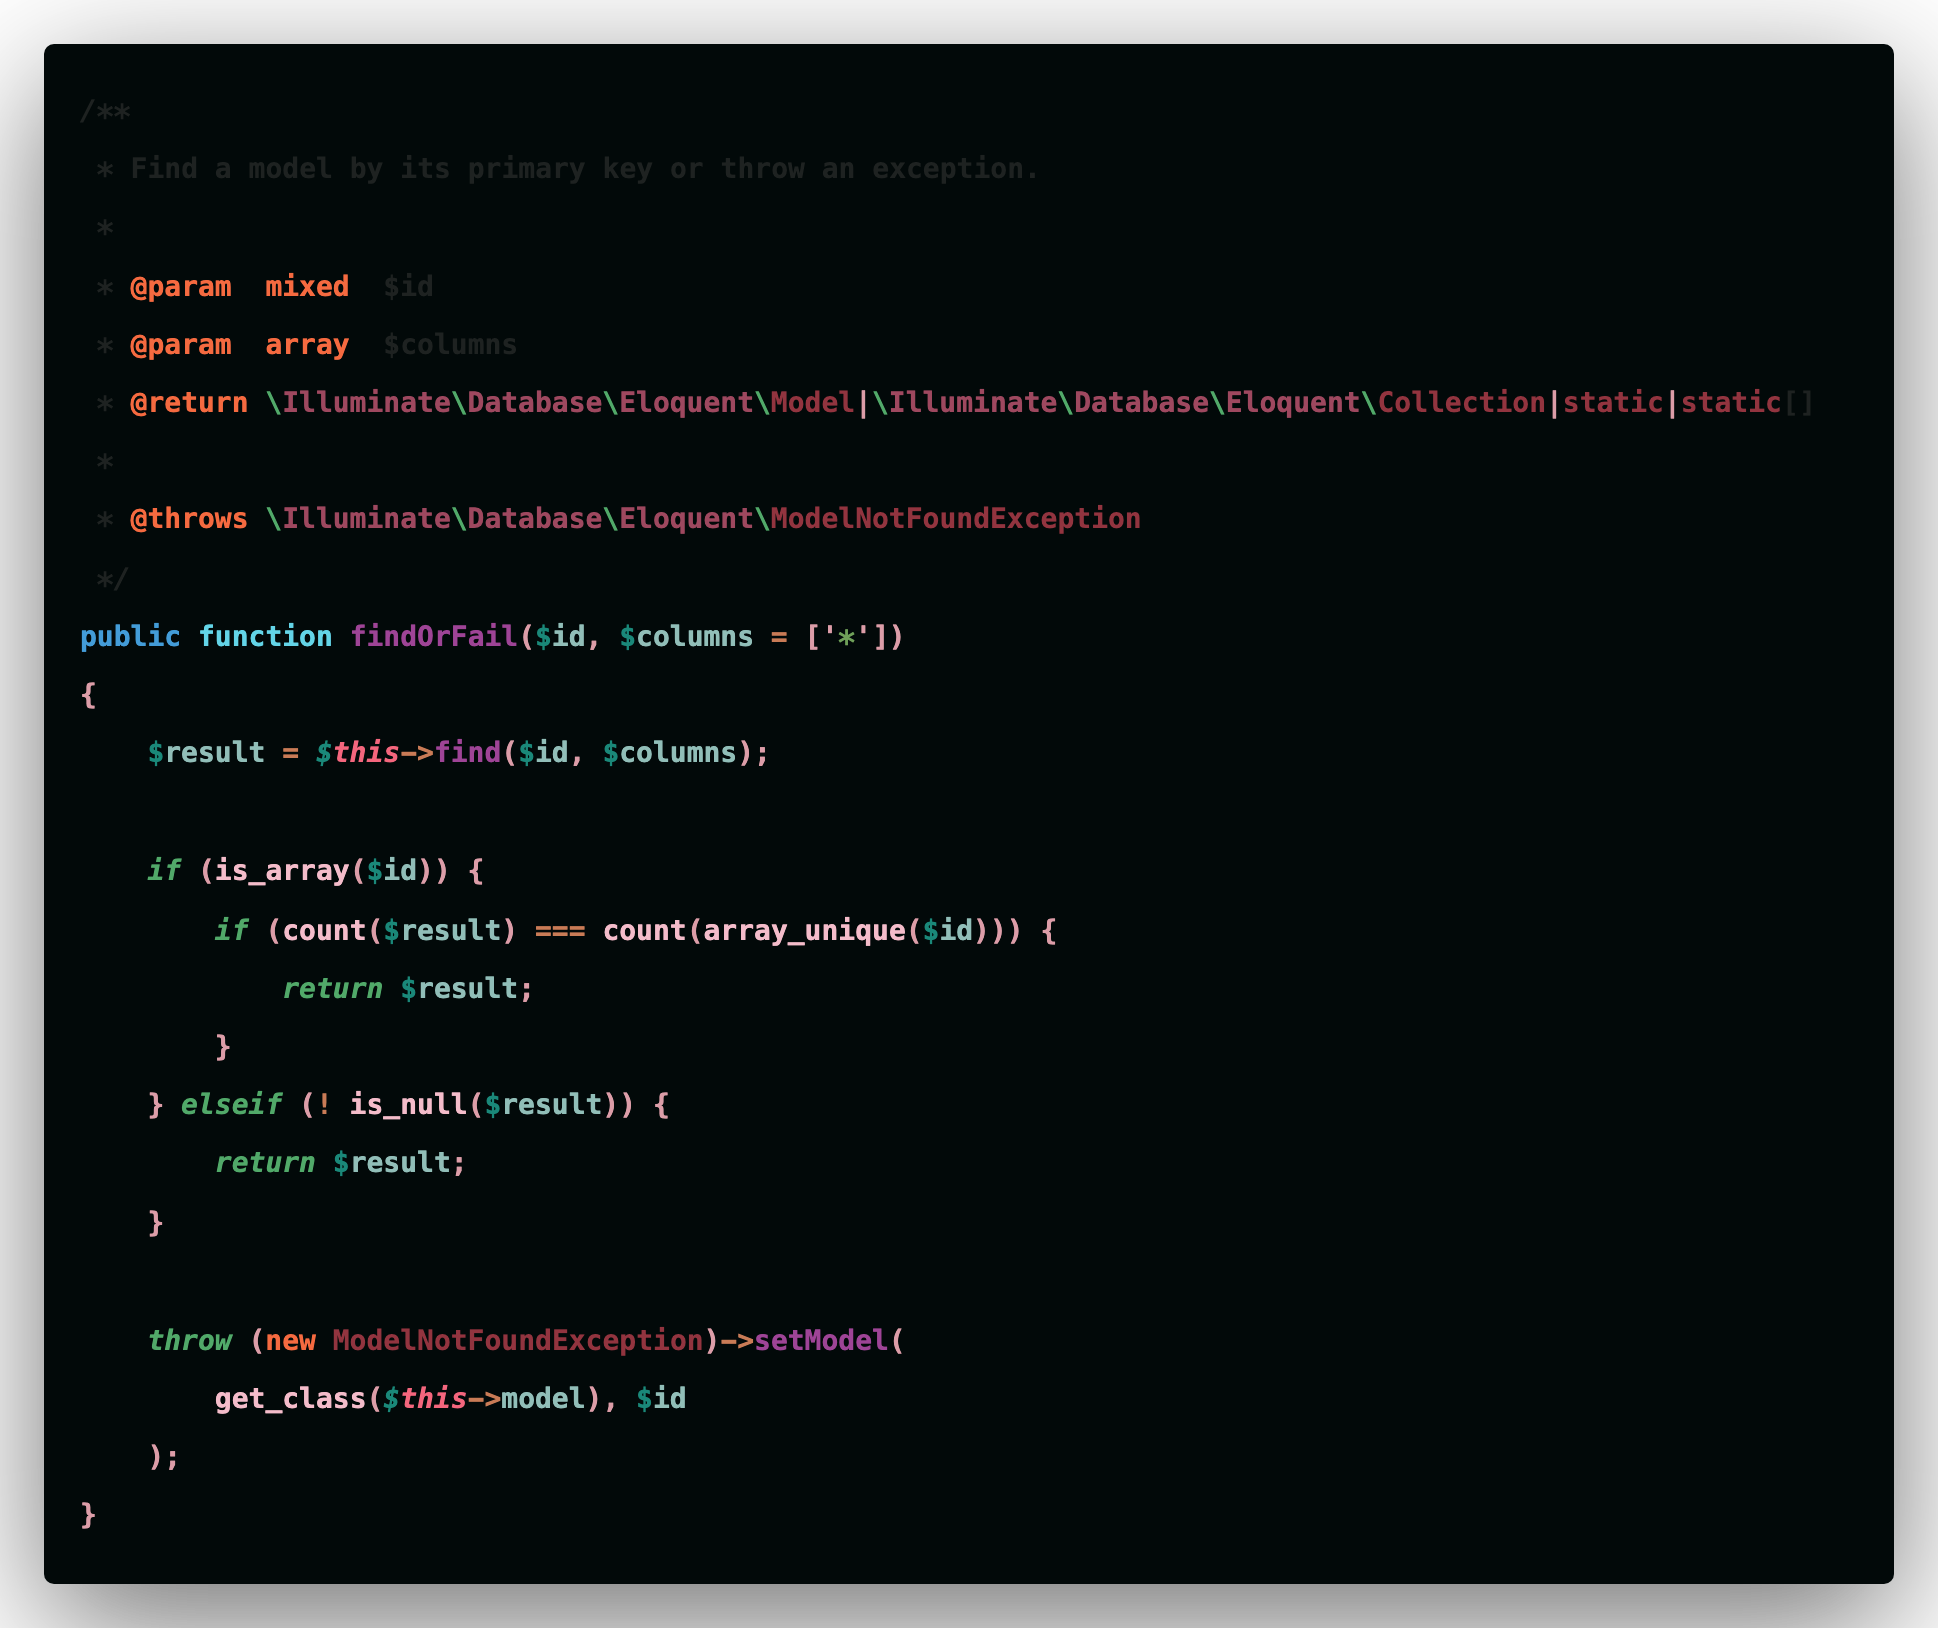 /**
 * Find a model by its primary key or throw an exception.
 *
 * @param  mixed  $id
 * @param  array  $columns
 * @return \Illuminate\Database\Eloquent\Model|\Illuminate\Database\Eloquent\Collection|static|static[]
 *
 * @throws \Illuminate\Database\Eloquent\ModelNotFoundException
 */
public function findOrFail($id, $columns = ['*'])
{
    $result = $this->find($id, $columns);

    if (is_array($id)) {
        if (count($result) === count(array_unique($id))) {
            return $result;
        }
    } elseif (! is_null($result)) {
        return $result;
    }

    throw (new ModelNotFoundException)->setModel(
        get_class($this->model), $id
    );
}